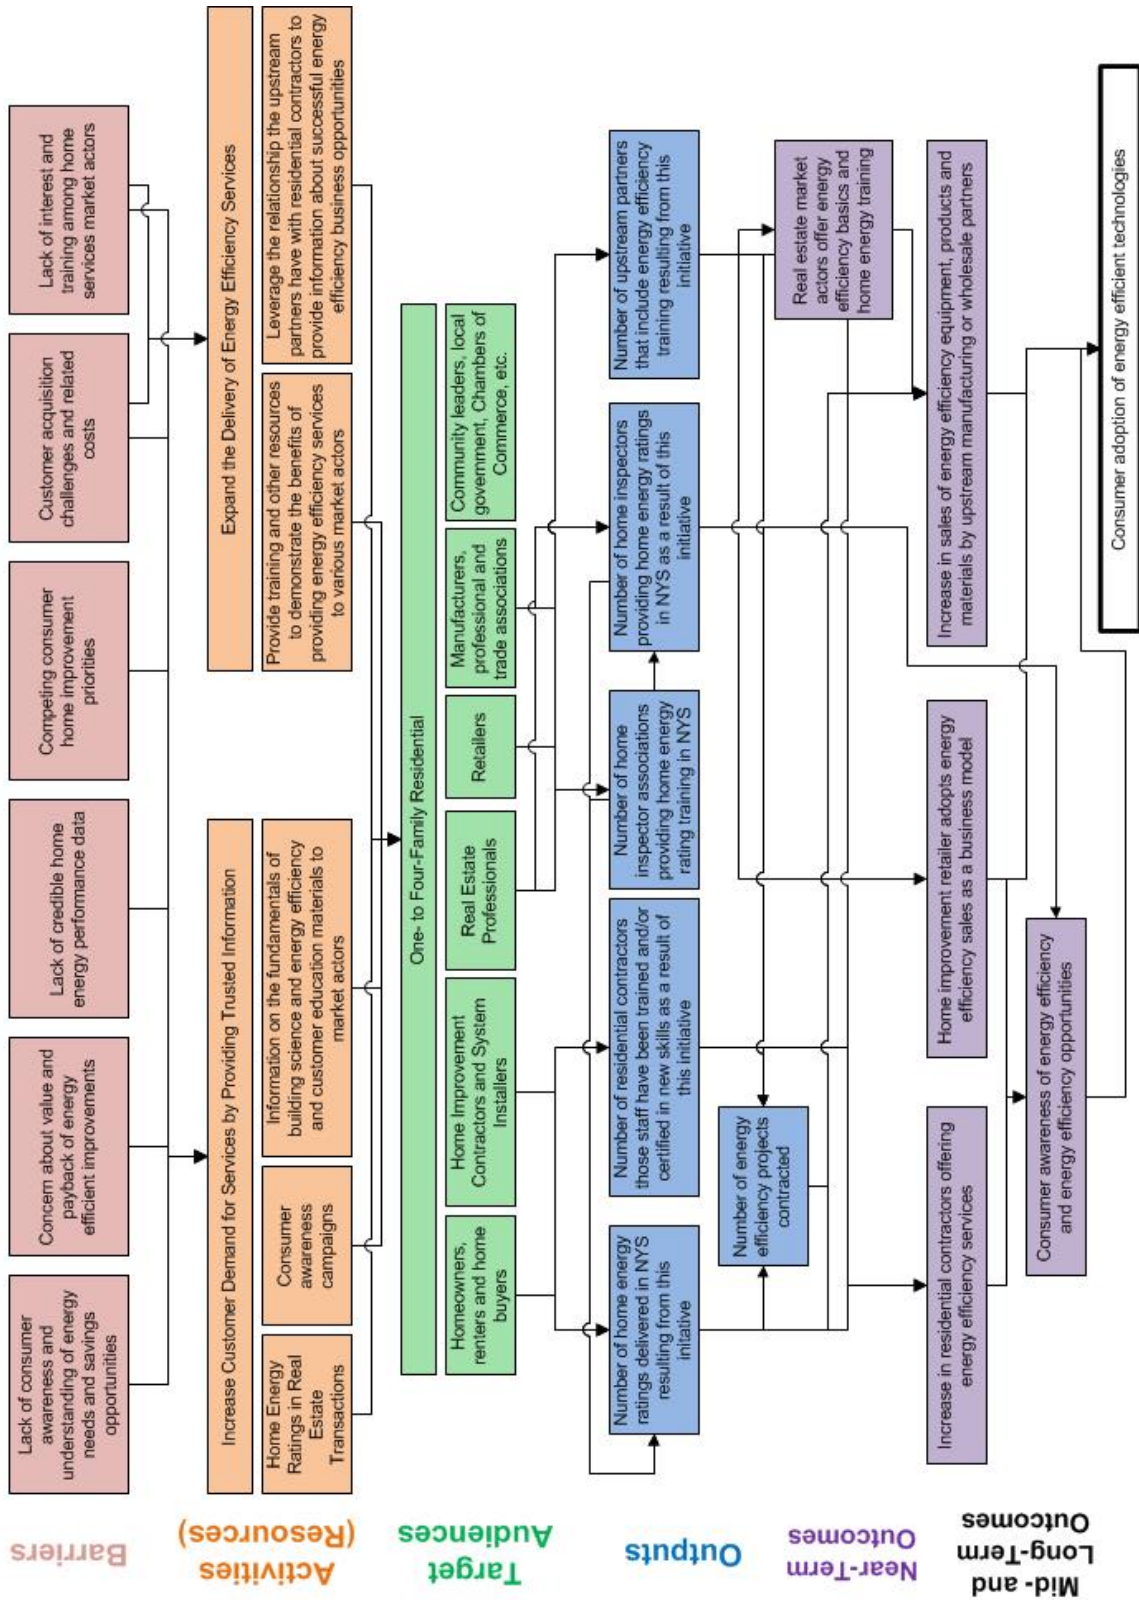 Barriers
Lack of consumer
awareness and
understanding of energy
needs and savings
opportunities
Concern about value and
payback of energy
efficient improvements
Lack of credible home
energy performance data
Competing consumer
home improvement
priorities
Customer acquisition
challenges and related
costs
Lack of interest and
training among home
services market actors
Activities
(Resources)
Increase Customer Demand for Services by Providing Trusted Information
Expand the Delivery of Energy Efficiency Services
Home Energy
Ratings in Real
Estate
Transactions
Consumer
awareness
campaigns
Information on the fundamentals of
building science and energy efficiency
and customer education materials to
market actors
Provide training and other resources
to demonstrate the benefits of
providing energy efficiency services
to various market actors
Leverage the relationship the upstream
partners have with residential contractors to
provide information about successful energy
efficiency business opportunities
Target
Audiences
One- to Four-Family Residential
Homeowners,
renters and home
buyers
Home Improvement
Contractors and System
Installers
Real Estate
Professionals
Retailers
Manufacturers,
professional and
trade associations
Community leaders, local
government, Chambers of
Commerce, etc.
Outputs
Number of home energy
ratings delivered in NYS
resulting from this
initative
Number of residential contractors
those staff have been trained and/or
certified in new skills as a result of
this initiative
Number of home
inspector associations
providing home energy
rating training in NYS
Number of home inspectors
providing home energy ratings
in NYS as a result of this
initiative
Number of upstream partners
that include energy efficiency
training resulting from this
initiative
Number of energy
efficiency projects
contracted
Near-Term
Outcomes
Real estate market
actors offer energy
efficiency basics and
home energy training
Increase in residential contractors offering
energy efficiency services
Home improvement retailer adopts energy
efficiency sales as a business model
Increase in sales of energy efficiency equipment, products and
materials by upstream manufacturing or wholesale partners
Mid- and
Long-Term
Outcomes
Consumer awareness of energy efficiency
and energy efficiency opportunities
Consumer adoption of energy efficient technologies